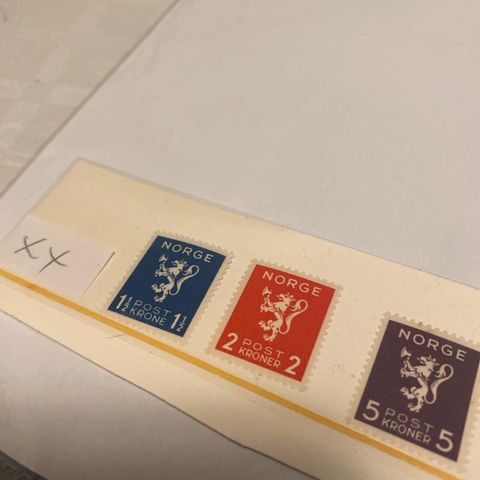 XX
NORGE
1½ POST 1½
KRONE
NORGE
2 POST 2
KRONER
NORGE
5 POST 5
KRONER